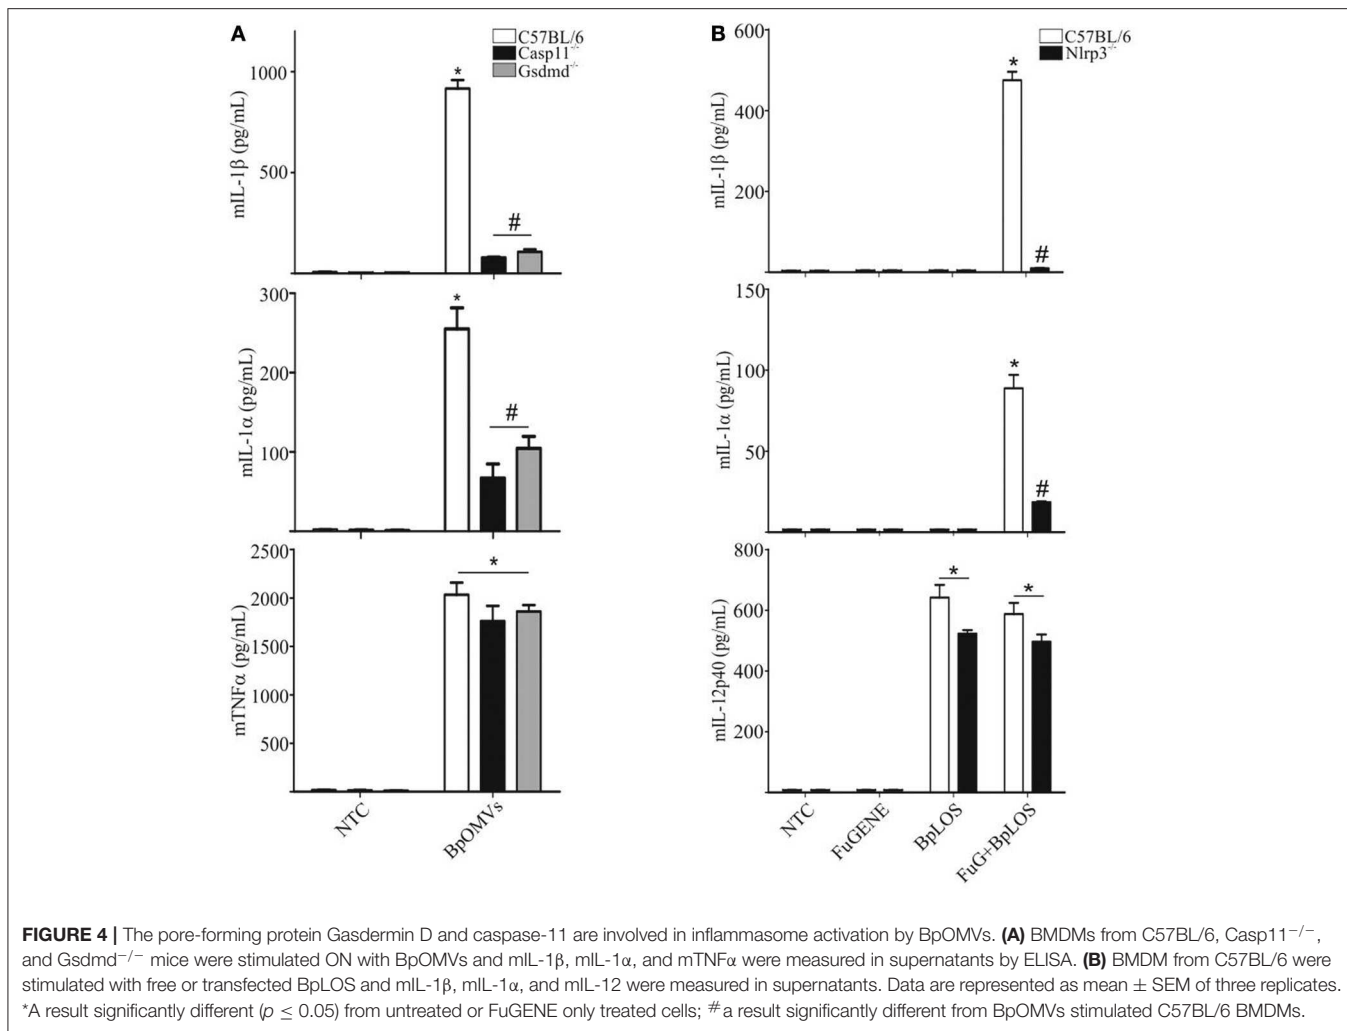 A
C57BL/6
Casp11-/-
Gsdmd-/-
mIL-1β (pg/mL)
1000
500
*
#
mIL-1α (pg/mL)
300
200
100
*
#
mTNFα (pg/mL)
2500
2000
1500
1000
500
*
NTC
BpOMVs
B
C57BL/6
Nlrp3-/-
mIL-1β (pg/mL)
600
400
200
*
#
mIL-1α (pg/mL)
150
100
50
*
#
mIL-12p40 (pg/mL)
800
600
400
200
*
*
NTC
FuGENE
BpLOS
FuG+BpLOS
FIGURE 4 | The pore-forming protein Gasdermin D and caspase-11 are involved in inflammasome activation by BpOMVs. (A) BMDMs from C57BL/6, Casp11−/−,
and Gsdmd−/− mice were stimulated ON with BpOMVs and mIL-1β, mIL-1α, and mTNFα were measured in supernatants by ELISA. (B) BMDM from C57BL/6 were
stimulated with free or transfected BpLOS and mIL-1β, mIL-1α, and mIL-12 were measured in supernatants. Data are represented as mean ± SEM of three replicates.
*A result significantly different (p ≤ 0.05) from untreated or FuGENE only treated cells; #a result significantly different from BpOMVs stimulated C57BL/6 BMDMs.